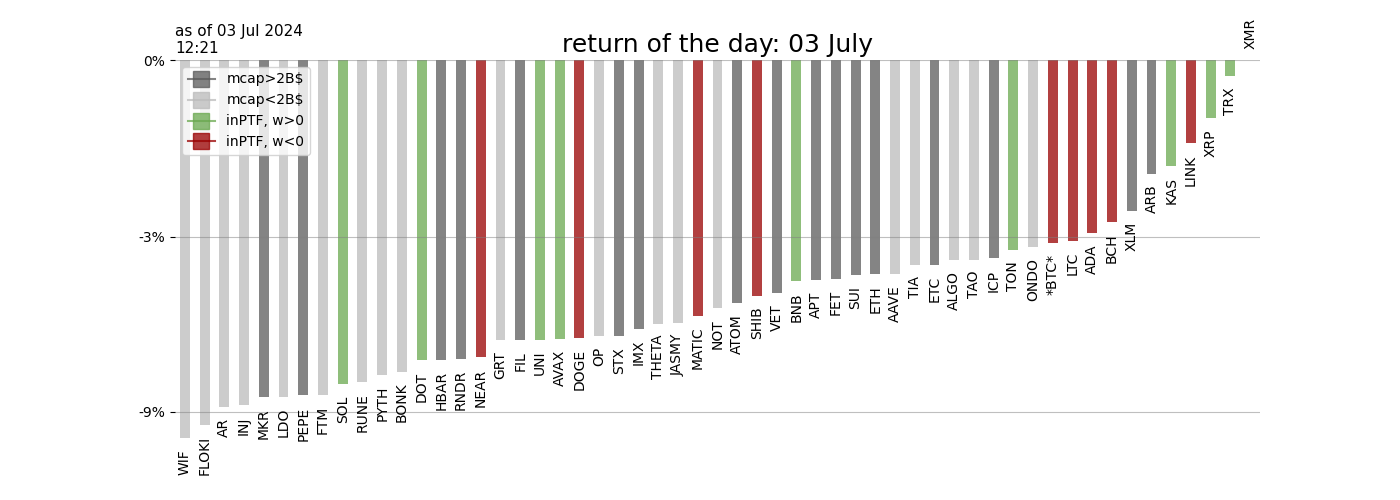 as of 03 Jul 2024
12:21
return of the day: 03 July
XMR
0%
-3%
-9%
mcap>2B$
mcap<2B$
inPTF, w>0
inPTF, w<0
WIF
FLOKI
AR
INJ
MKR
LDO
PEPE
FTM
SOL
RUNE
PYTH
BONK
DOT
HBAR
RNDR
NEAR
GRT
FIL
UNI
AVAX
DOGE
OP
STX
IMX
THETA
JASMY
MATIC
NOT
ATOM
SHIB
VET
BNB
APT
FET
SUI
ETH
AAVE
TIA
ETC
ALGO
TAO
ICP
TON
ONDO
*BTC*
LTC
ADA
BCH
XLM
ARB
KAS
LINK
XRP
TRX